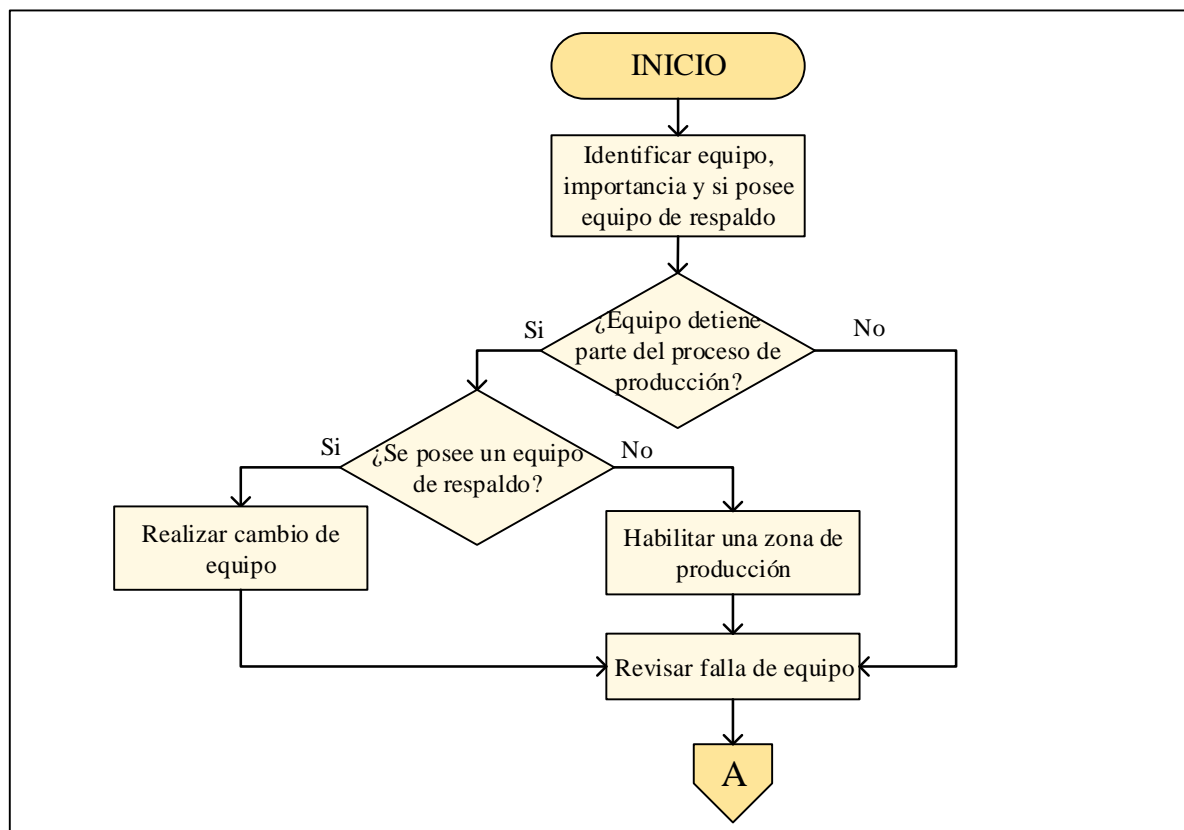 INICIO
Identificar equipo,
importancia y si posee
equipo de respaldo
Si
¿Equipo detiene
parte del proceso de
producción?
No
Si
¿Se posee un equipo
de respaldo?
No
Realizar cambio de
equipo
Habilitar una zona de
producción
Revisar falla de equipo
A